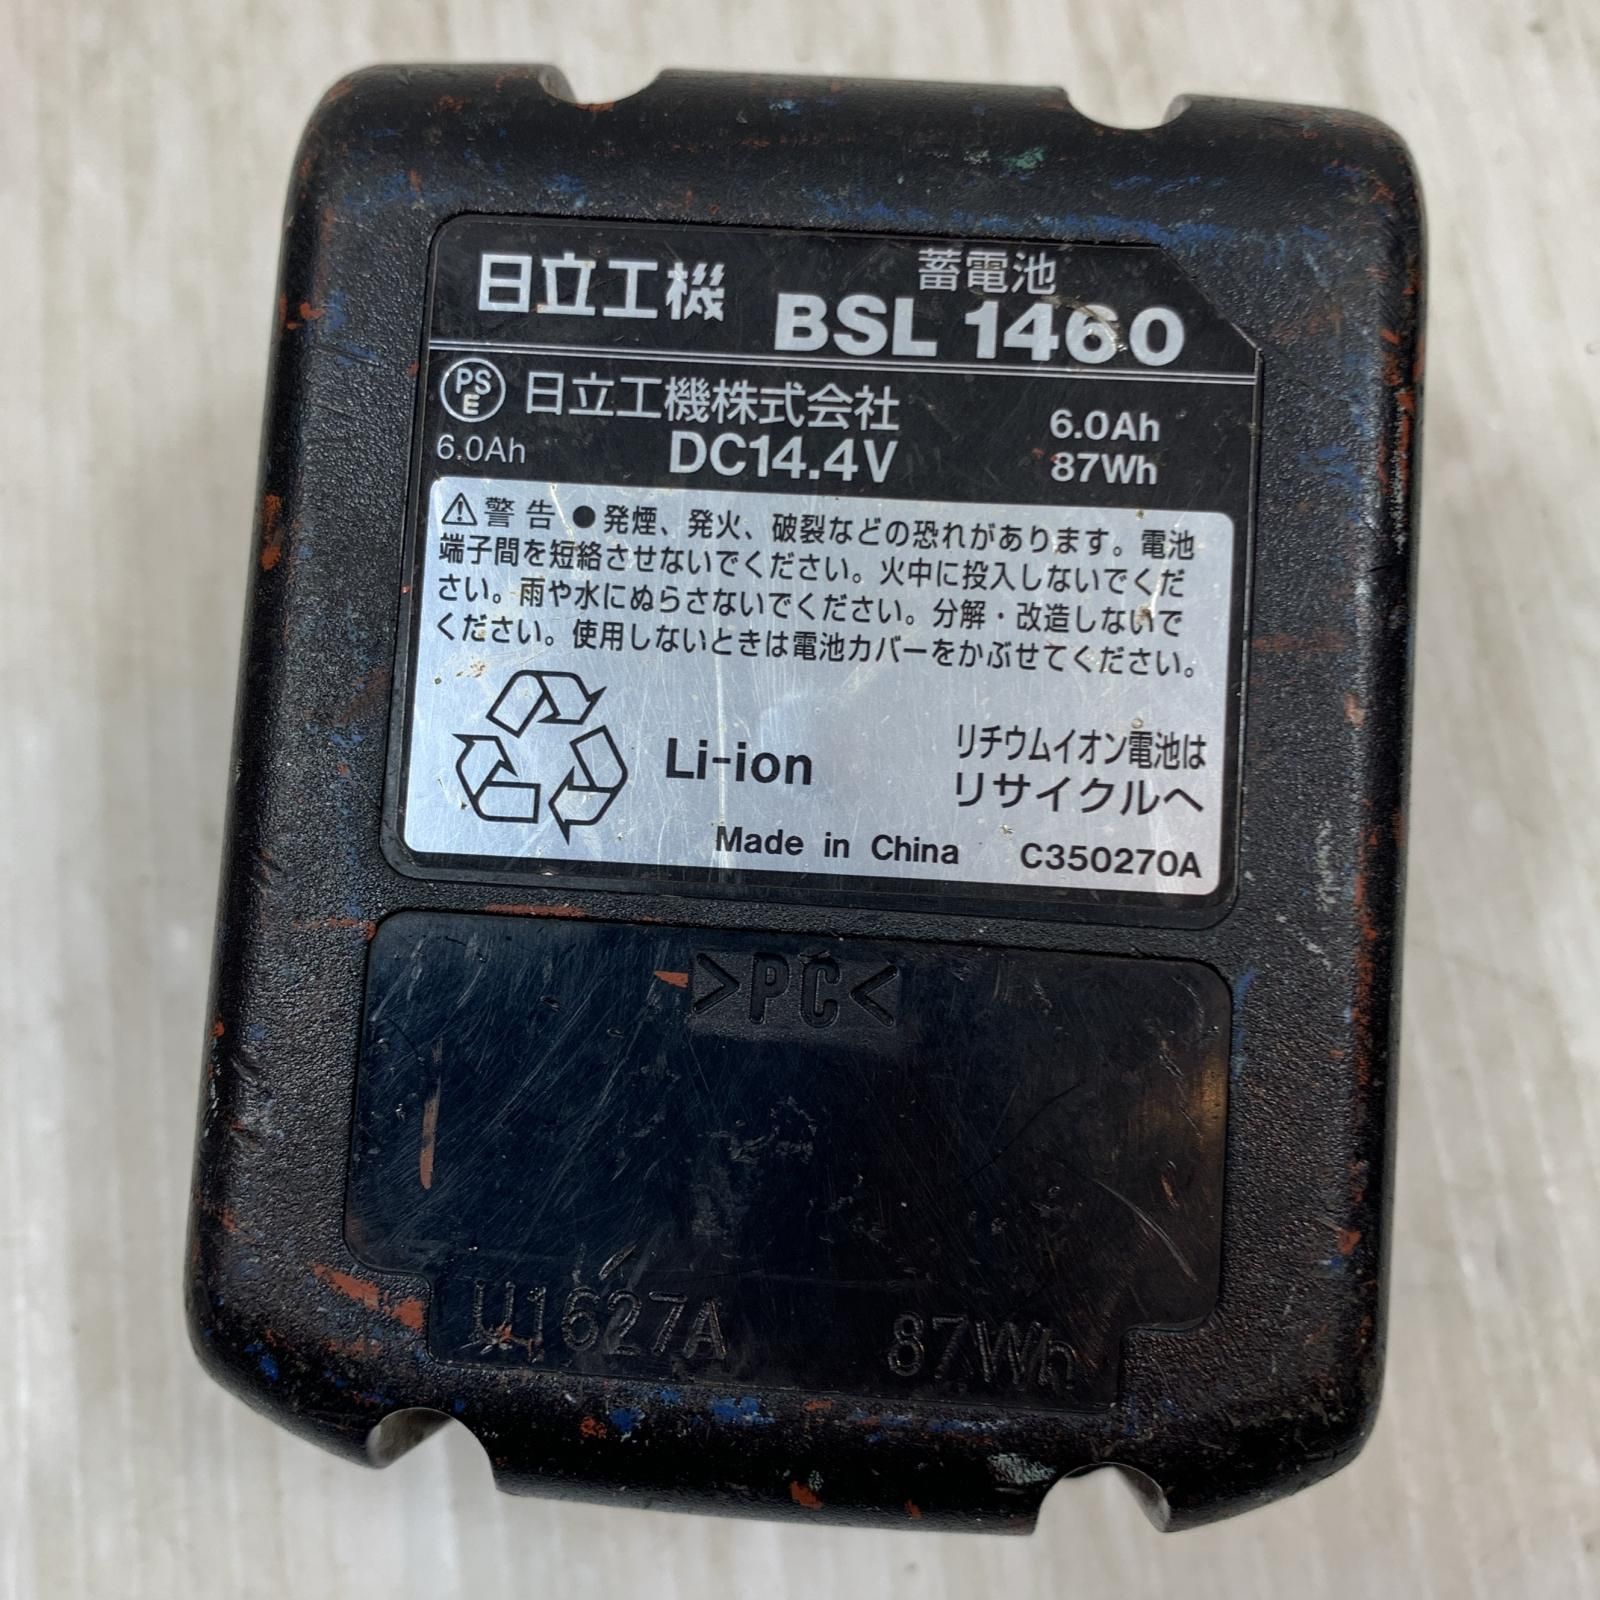 日立工機
蓄電池
BSL 1460
PSE 日立工機株式会社
6.0Ah
DC14.4V
6.0Ah
87Wh
⚠警告 ●発煙、発火、破裂などの恐れがあります。電池
端子間を短絡させないでください。火中に投入しないでくだ
さい。雨や水にぬらさないでください。分解・改造しないで
ください。使用しないときは電池カバーをかぶせてください。
Li-ion
リチウムイオン電池は
リサイクルへ
Made in China C350270A
>PC<
87Wh